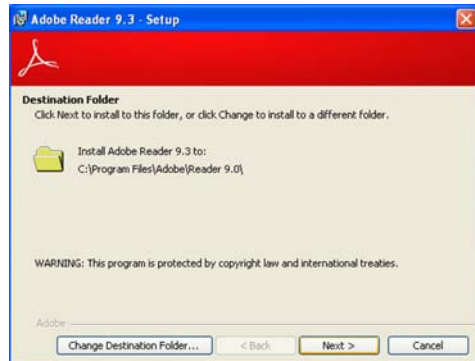 Adobe Reader 9.3 - Setup
Destination Folder
Click Next to install to this folder, or click Change to install to a different folder.
Install Adobe Reader 9.3 to:
C:\Program Files\Adobe\Reader 9.0\
WARNING: This program is protected by copyright law and international treaties.
Adobe
Change Destination Folder... < Back Next > Cancel